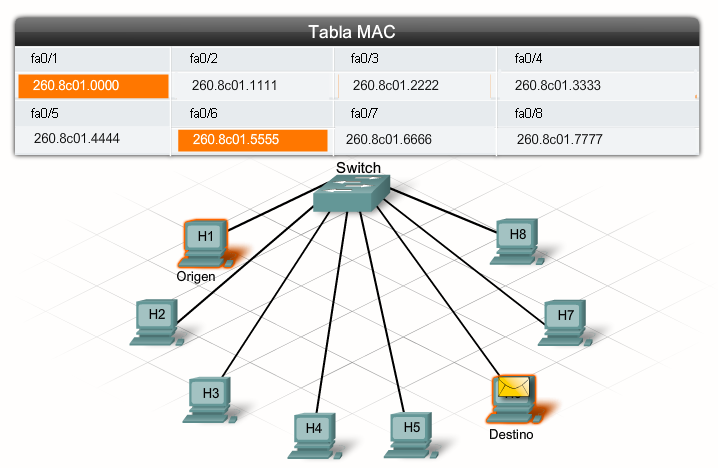 Tabla MAC
fa0/1 fa0/2 fa0/3 fa0/4
260.8c01.0000 260.8c01.1111 260.8c01.2222 260.8c01.3333
fa0/5 fa0/6 fa0/7 fa0/8
260.8c01.4444 260.8c01.5555 260.8c01.6666 260.8c01.7777
Switch
H1
H8
Origen
H2
H7
H3
H4
H5
Destino